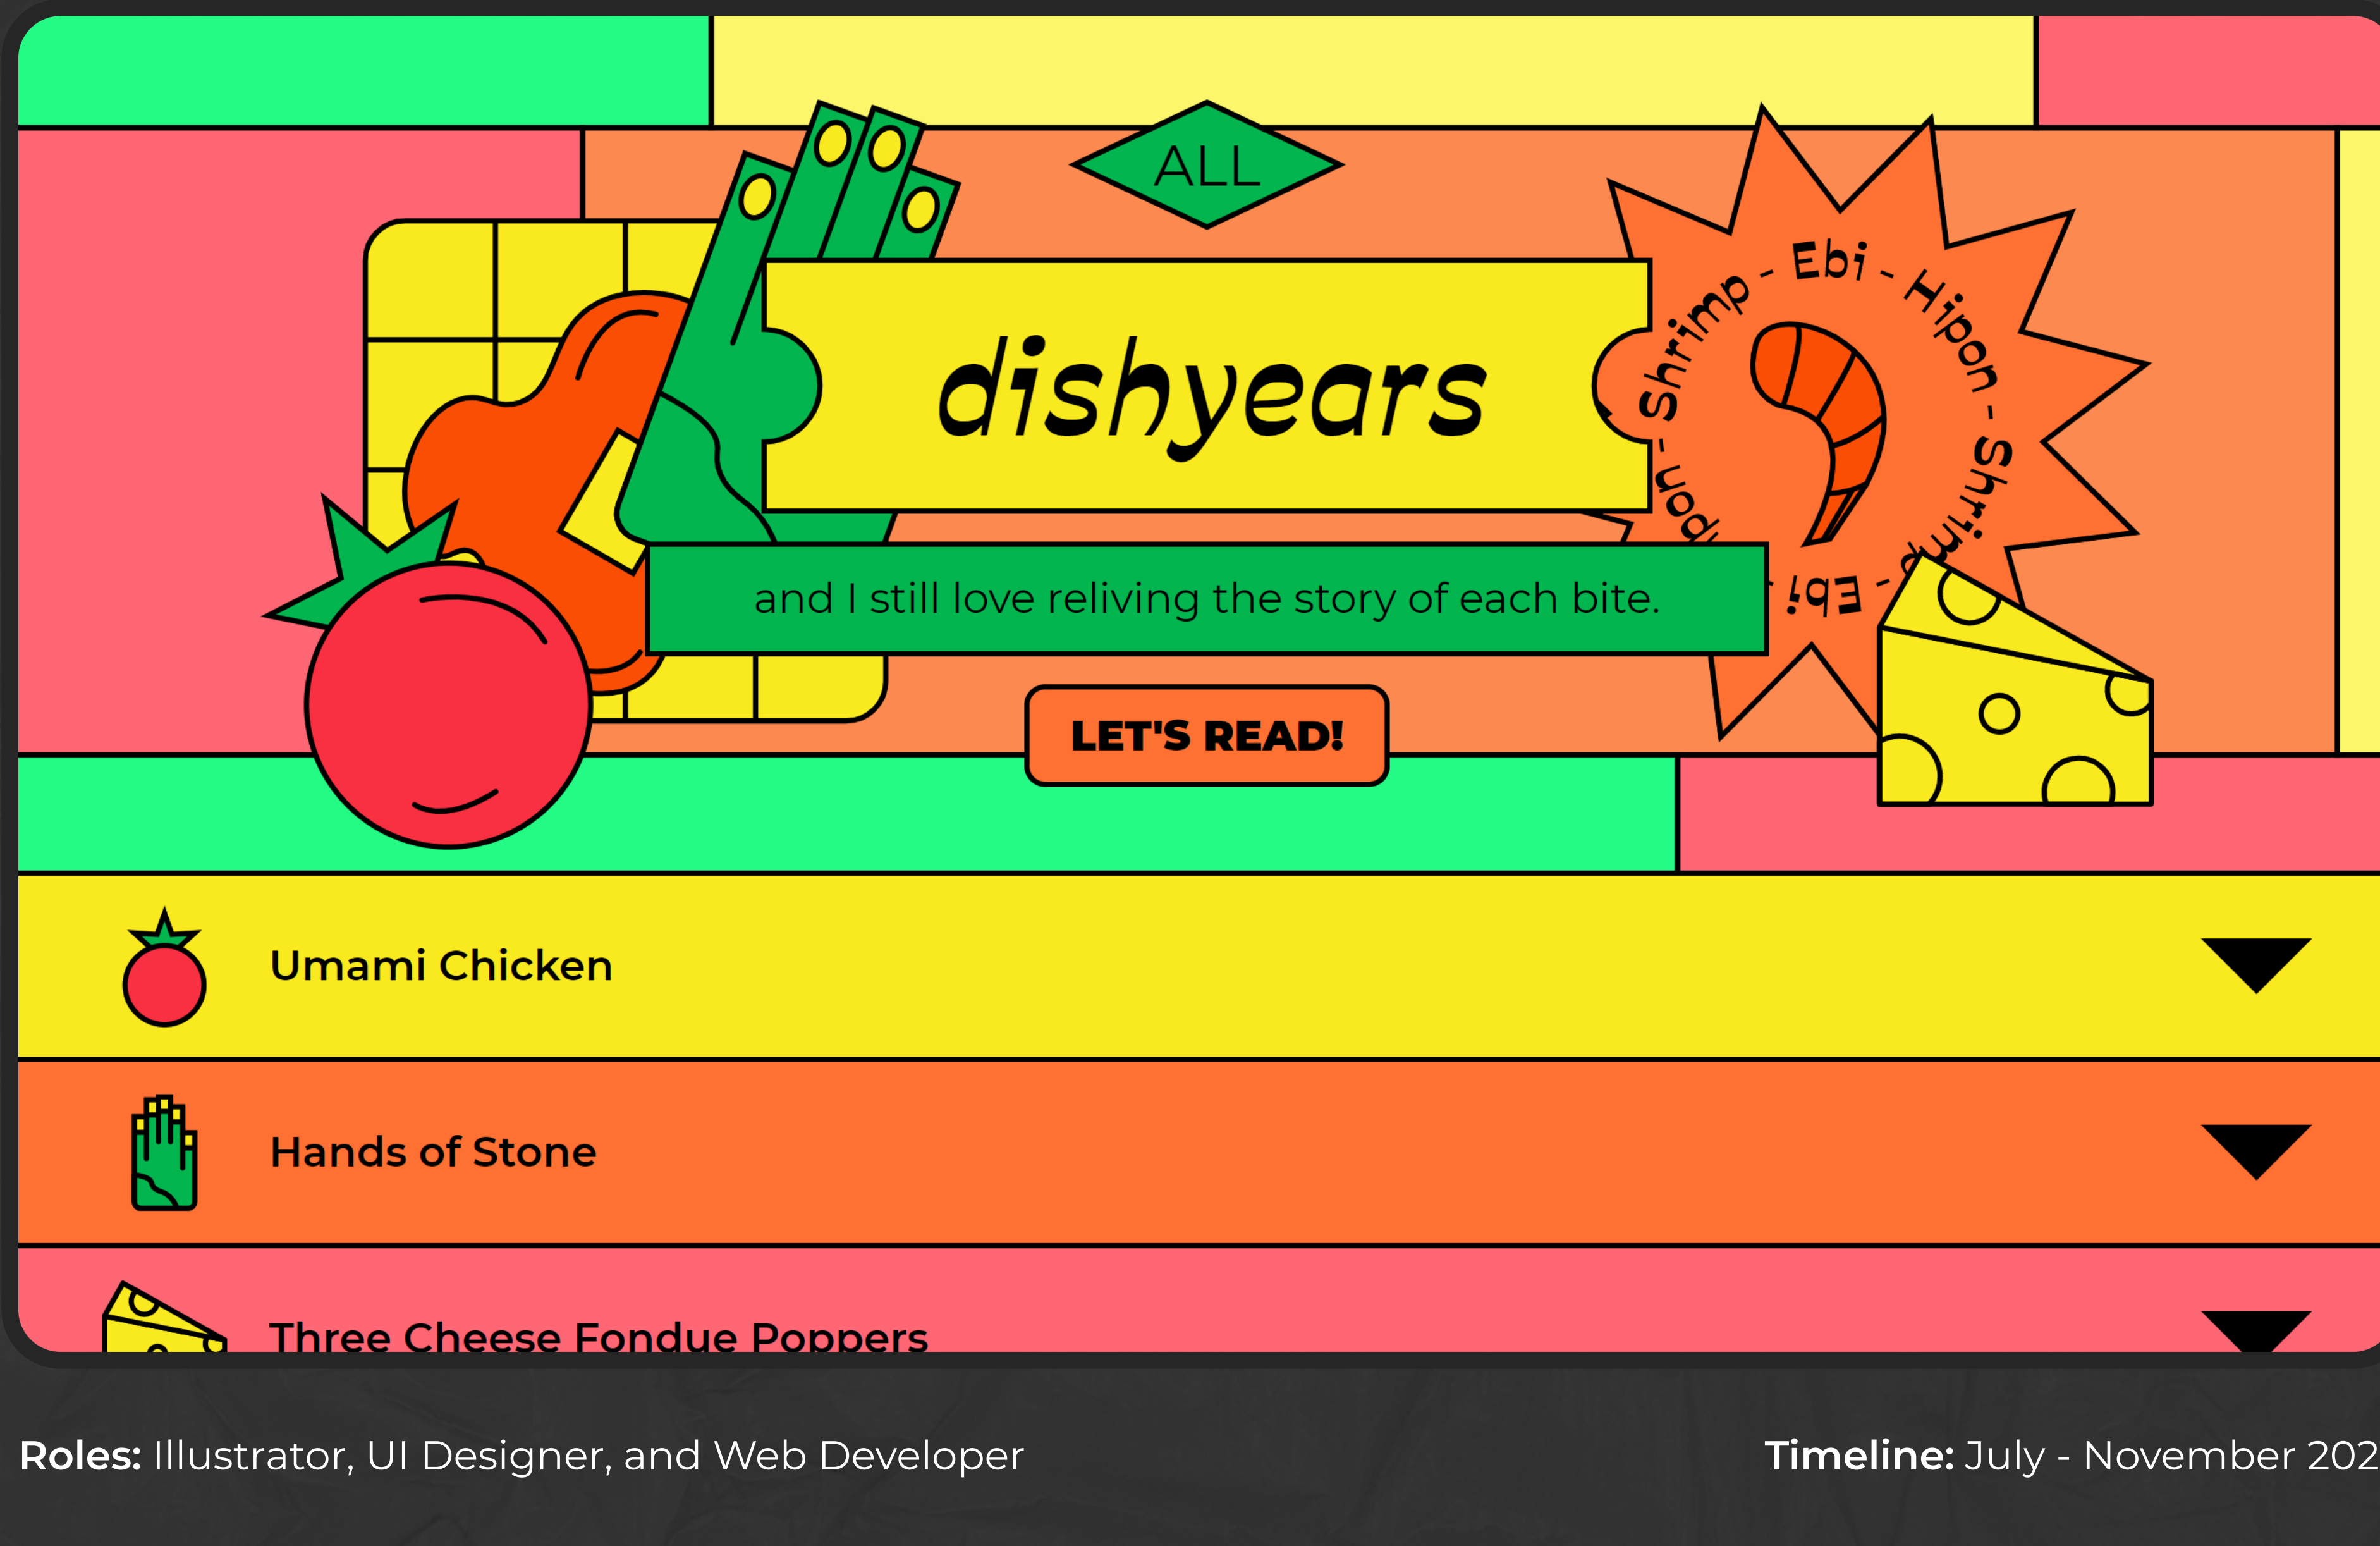 ALL
dishyears
Shrimp - Ebi - Hipon - Shrimp - Ebi
and I still love reliving the story of each bite.
LET'S READ!
Umami Chicken
Hands of Stone
Three Cheese Fondue Poppers
Roles: Illustrator, UI Designer, and Web Developer
Timeline: July - November 202